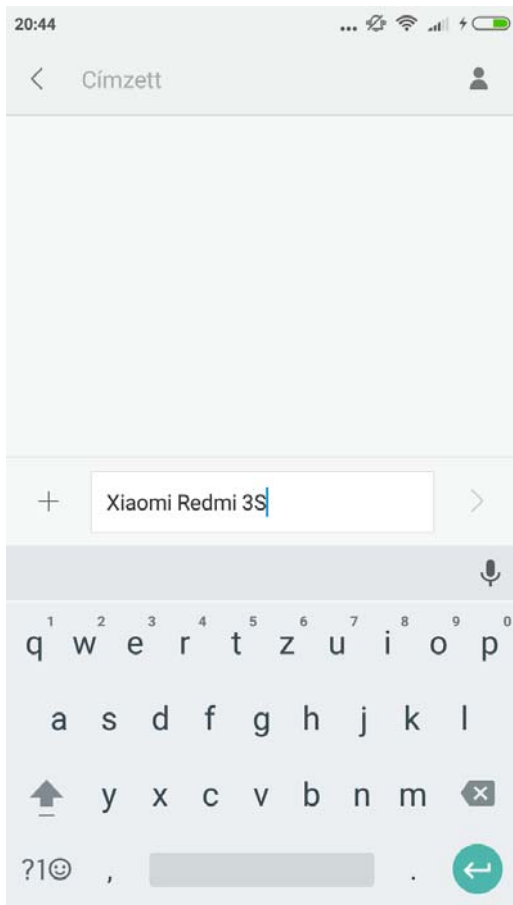 20:44 ...
Címzett
Xiaomi Redmi 3S
1 2 3 4 5 6 7 8 9 0
q w e r t z u i o p
a s d f g h j k l
y x c v b n m
?1☺ , .